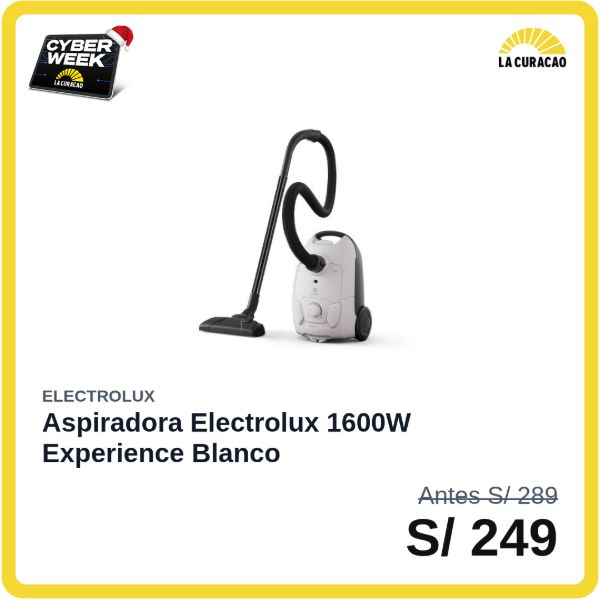 CYBER
WEEK
LA CURACAO
LA CURACAO
ELECTROLUX
Aspiradora Electrolux 1600W
Experience Blanco
Antes S/ 289
S/ 249